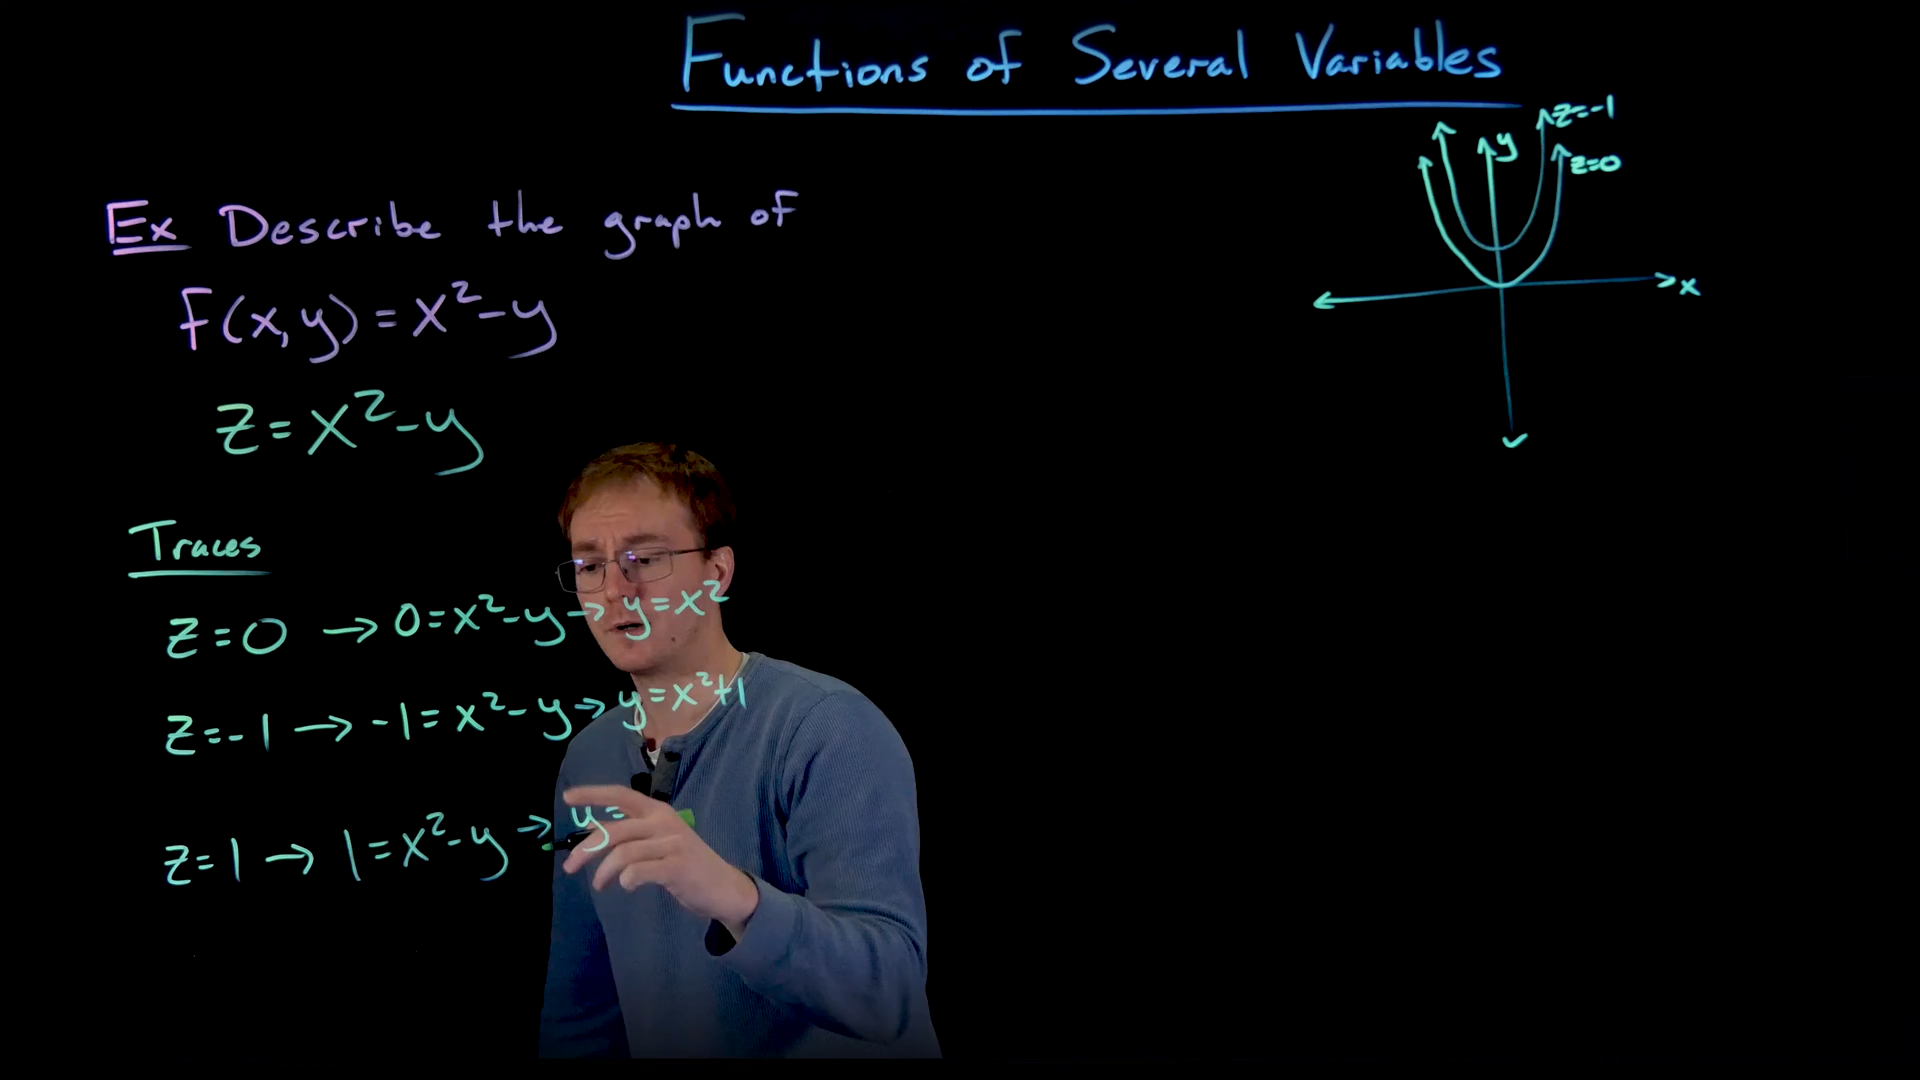 Functions of Several Variables
Ex Describe the graph of
f(x,y)=x²-y
z=x²-y
Traces
z=0 → 0=x²-y → y=x²
z=-1 → -1=x²-y → y=x²+1
z=1 → 1=x²-y → y=
z=-1
y
z=0
x